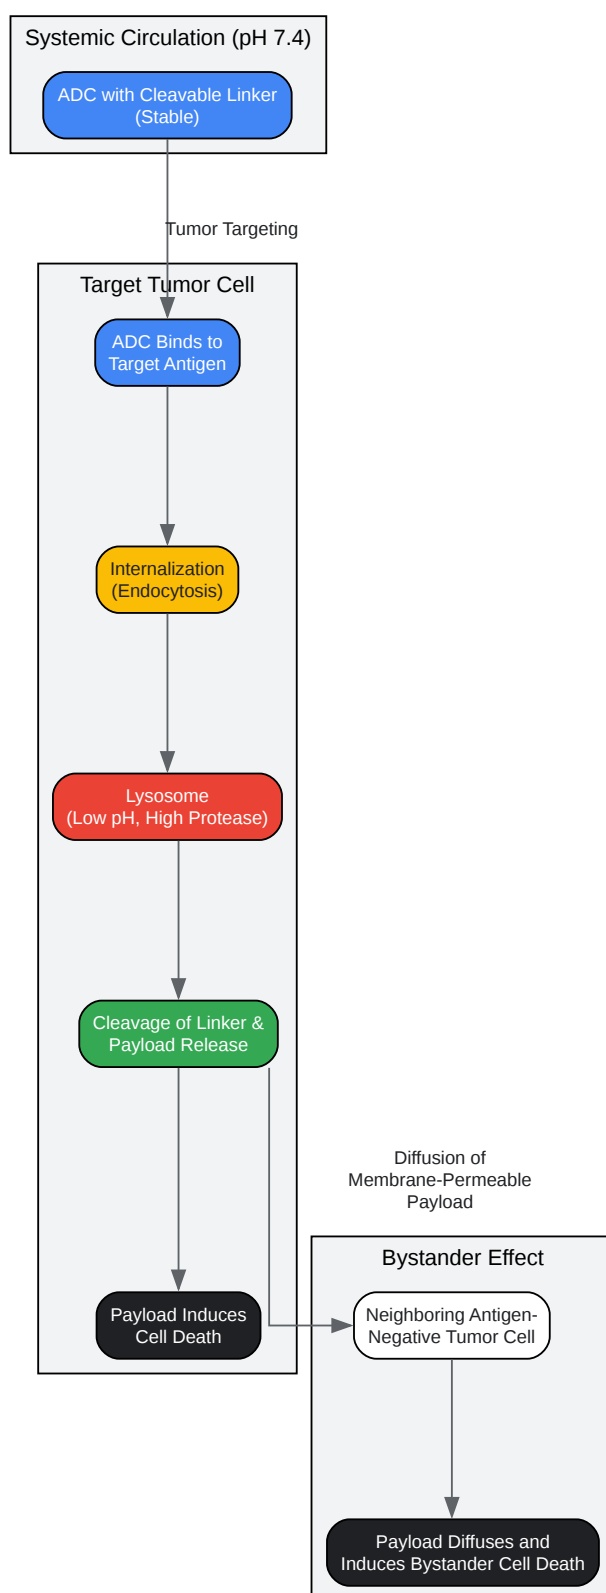 Systemic Circulation (pH 7.4)
ADC with Cleavable Linker
(Stable)
Tumor Targeting
Target Tumor Cell
ADC Binds to
Target Antigen
Internalization
(Endocytosis)
Lysosome
(Low pH, High Protease)
Cleavage of Linker &
Payload Release
Diffusion of
Membrane-Permeable
Payload
Bystander Effect
Payload Induces
Cell Death
Neighboring Antigen-
Negative Tumor Cell
Payload Diffuses and
Induces Bystander Cell Death